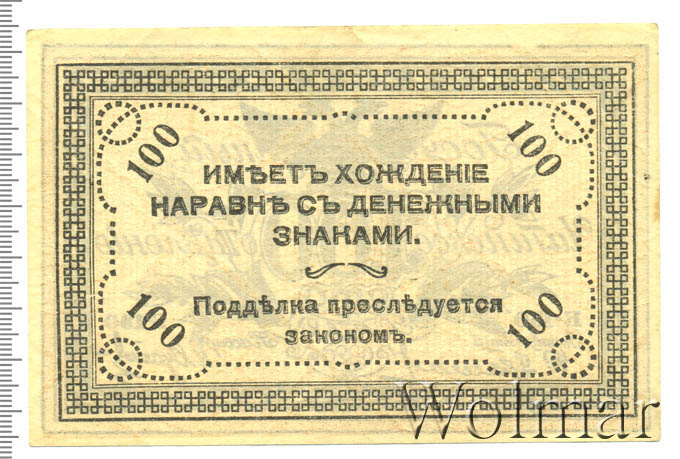 100 100
ИМѢЕТЪ ХОЖДЕНІЕ
НАРАВНѢ СЪ ДЕНЕЖНЫМИ
ЗНАКАМИ.
Поддѣлка преслѣдуется
закономъ.
100 100
Wolmar